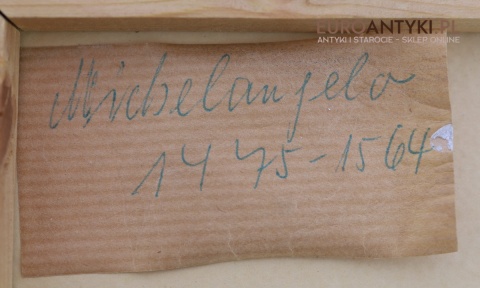 EUROANTYKI.PL
ANTYKI I STAROCIE - SKLEP ONLINE
Michelangelo
1475-1564